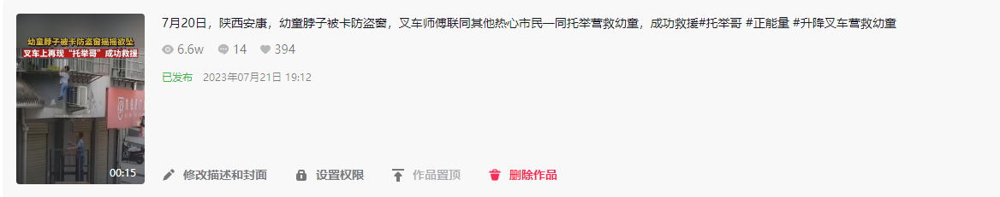 幼童脖子被卡防盗窗摇摇欲坠
叉车上再现“托举哥”成功救援
00:15
7月20日，陕西安康，幼童脖子被卡防盗窗，叉车师傅联同其他热心市民一同托举营救幼童，成功救援#托举哥 #正能量 #升降叉车营救幼童
6.6w 14 394
已发布 2023年07月21日 19:12
修改描述和封面 设置权限 作品置顶 删除作品